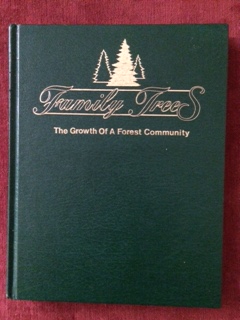 Family Trees
The Growth Of A Forest Community